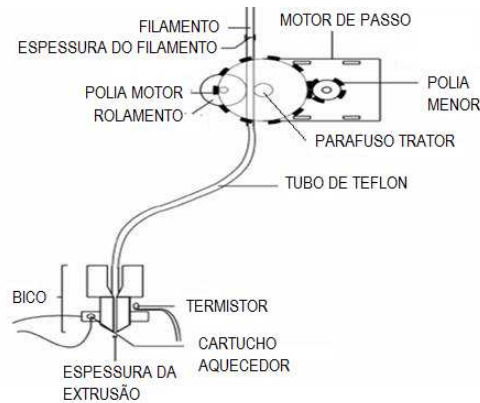 FILAMENTO
ESPESSURA DO FILAMENTO
MOTOR DE PASSO
POLIA MOTOR
ROLAMENTO
POLIA
MENOR
PARAFUSO TRATOR
TUBO DE TEFLON
BICO
TERMISTOR
CARTUCHO
AQUECEDOR
ESPESSURA DA
EXTRUSÃO